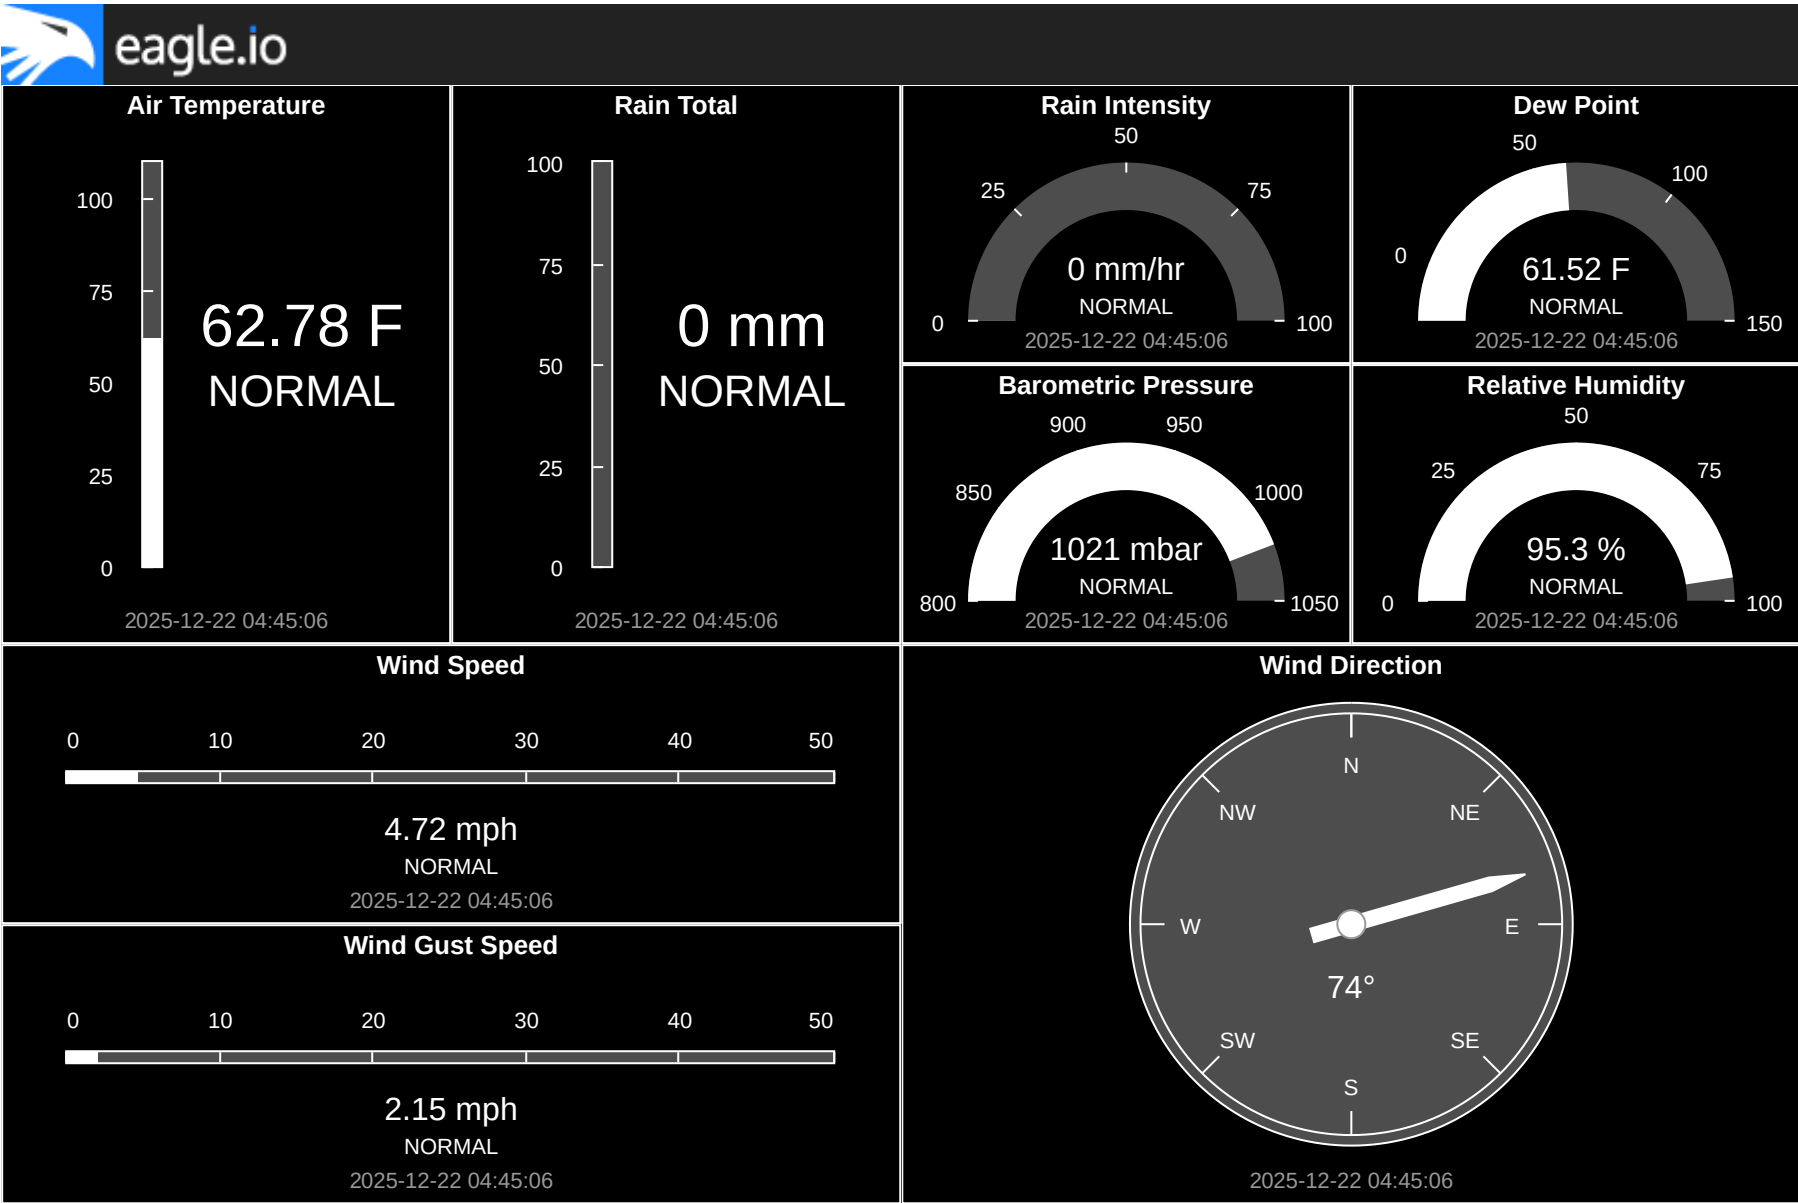 eagle.io
Air Temperature
100
75
50
25
0
62.78 F
NORMAL
2025-12-22 04:45:06
Rain Total
100
75
50
25
0
0 mm
NORMAL
2025-12-22 04:45:06
Rain Intensity
50
25
75
0
100
0 mm/hr
NORMAL
2025-12-22 04:45:06
Dew Point
50
100
0
150
61.52 F
NORMAL
2025-12-22 04:45:06
Barometric Pressure
900
950
850
1000
800
1050
1021 mbar
NORMAL
2025-12-22 04:45:06
Relative Humidity
50
25
75
0
100
95.3 %
NORMAL
2025-12-22 04:45:06
Wind Speed
0 10 20 30 40 50
4.72 mph
NORMAL
2025-12-22 04:45:06
Wind Gust Speed
0 10 20 30 40 50
2.15 mph
NORMAL
2025-12-22 04:45:06
Wind Direction
N
NW
NE
W
E
74°
SW
SE
S
2025-12-22 04:45:06